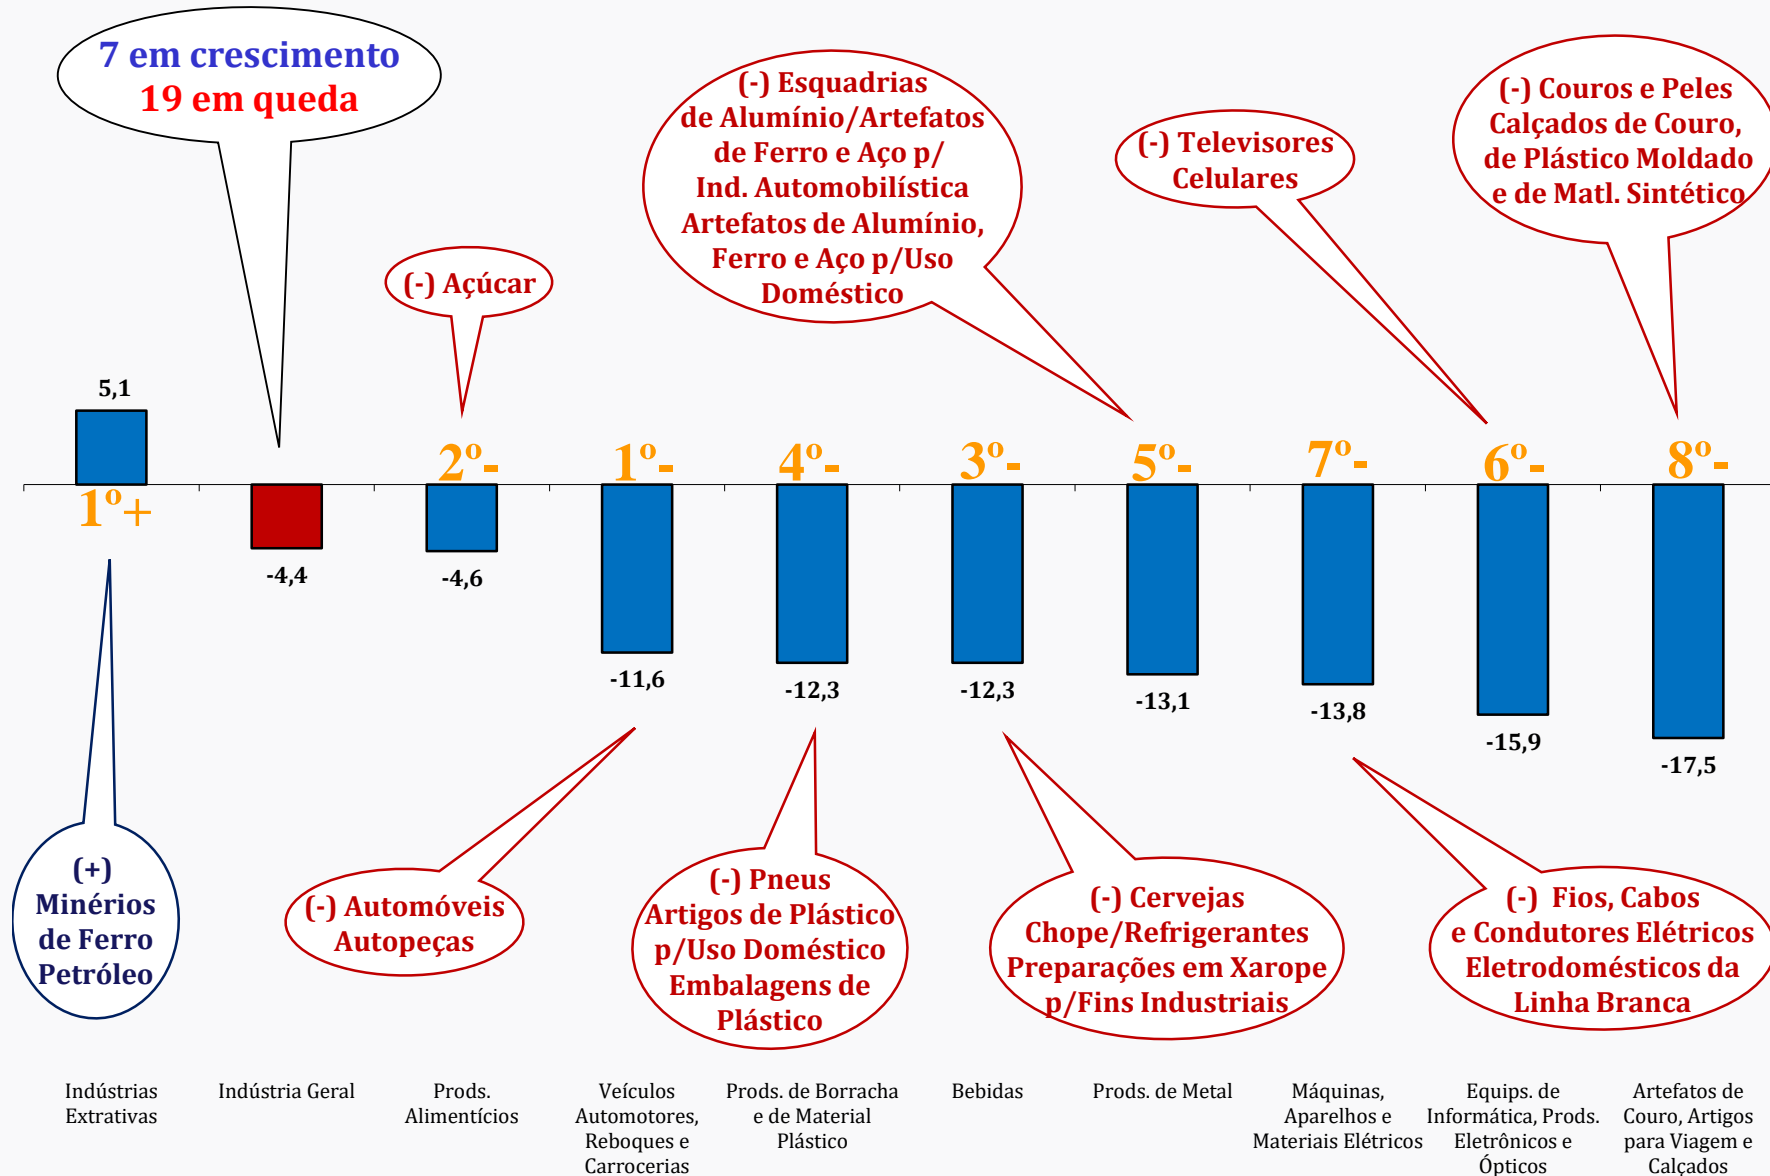 7 em crescimento
19 em queda
(-) Esquadrias
de Alumínio/Artefatos
de Ferro e Aço p/
Ind. Automobilística
Artefatos de Alumínio,
Ferro e Aço p/Uso
Doméstico
(-) Televisores
Celulares
(-) Couros e Peles
Calçados de Couro,
de Plástico Moldado
e de Matl. Sintético
(-) Açúcar
5,1
1º+
2º-
1º-
4º-
3º-
5º-
7º-
6º-
8º-
-4,4
-4,6
-11,6
-12,3
-12,3
-13,1
-13,8
-15,9
-17,5
(+)
Minérios
de Ferro
Petróleo
(-) Automóveis
Autopeças
(-) Pneus
Artigos de Plástico
p/Uso Doméstico
Embalagens de
Plástico
(-) Cervejas
Chope/Refrigerantes
Preparações em Xarope
p/Fins Industriais
(-) Fios, Cabos
e Condutores Elétricos
Eletrodomésticos da
Linha Branca
Indústrias
Extrativas
Indústria Geral
Prods.
Alimentícios
Veículos
Automotores,
Reboques e
Carrocerias
Prods. de Borracha
e de Material
Plástico
Bebidas
Prods. de Metal
Máquinas,
Aparelhos e
Materiais Elétricos
Equips. de
Informática, Prods.
Eletrônicos e
Ópticos
Artefatos de
Couro, Artigos
para Viagem e
Calçados